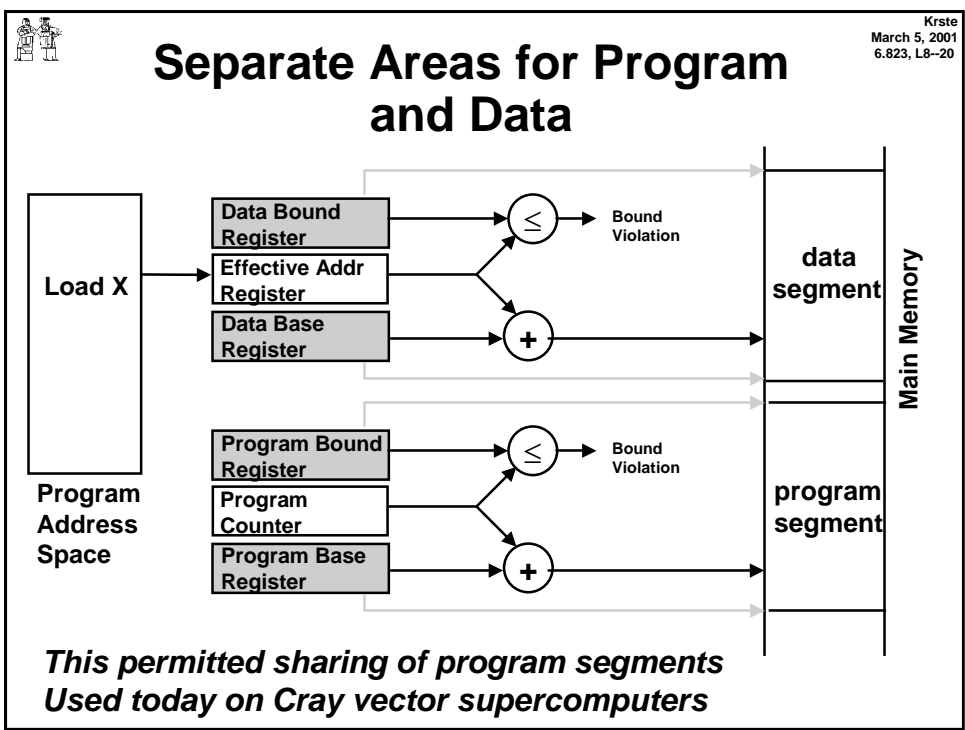 Krste
March 5, 2001
6.823, L8--20
Separate Areas for Program
and Data
Load X
Program
Address
Space
Data Bound
Register
Effective Addr
Register
Data Base
Register
≤
Bound
Violation
+
data
segment
Program Bound
Register
Program
Counter
Program Base
Register
≤
Bound
Violation
+
program
segment
Main Memory
This permitted sharing of program segments
Used today on Cray vector supercomputers